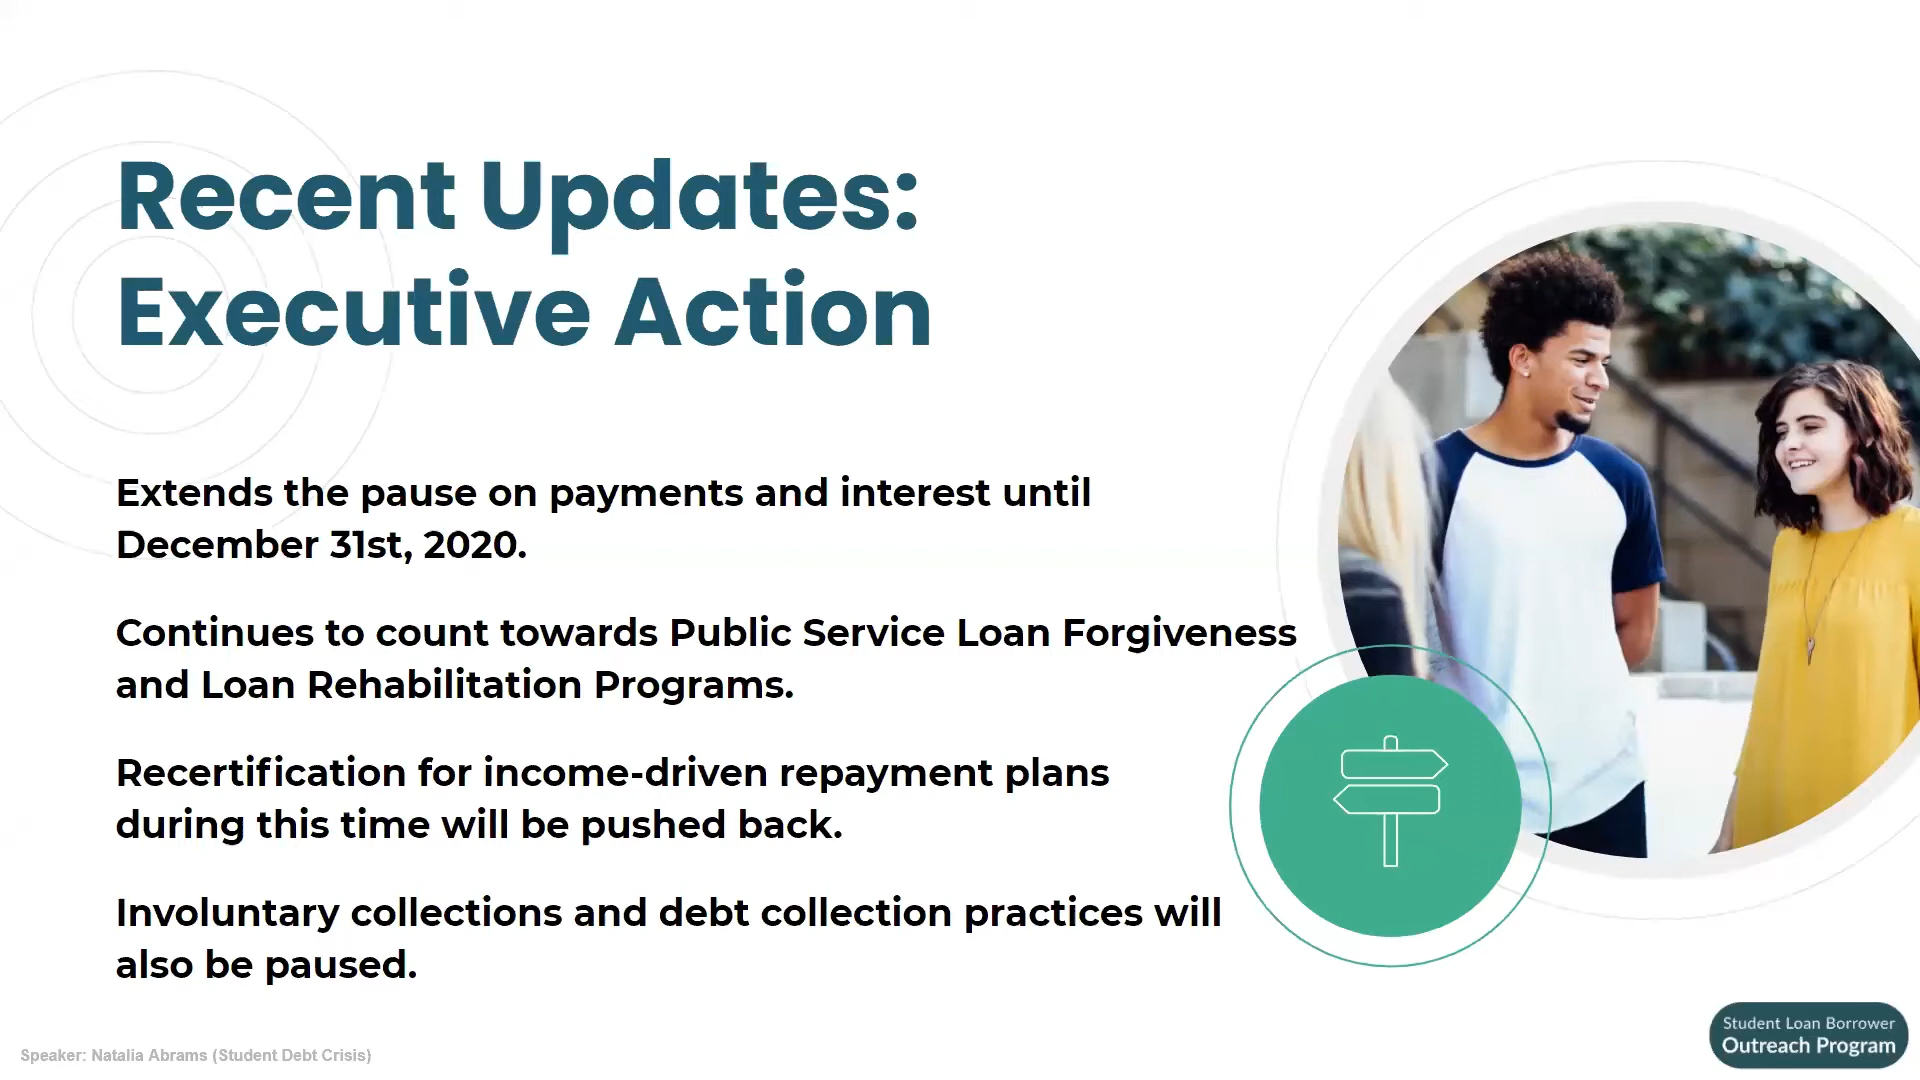 Recent Updates:
Executive Action
Extends the pause on payments and interest until
December 31st, 2020.
Continues to count towards Public Service Loan Forgiveness
and Loan Rehabilitation Programs.
Recertification for income-driven repayment plans
during this time will be pushed back.
Involuntary collections and debt collection practices will
also be paused.
Speaker: Natalia Abrams (Student Debt Crisis)
Student Loan Borrower
Outreach Program